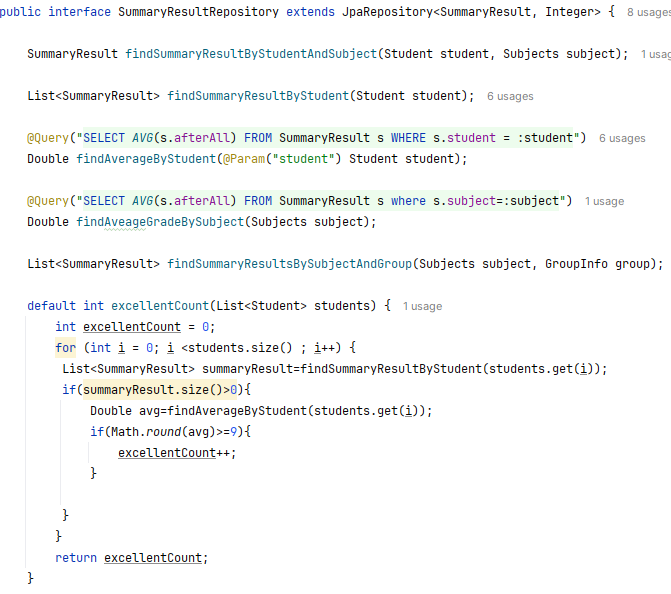 public interface SummaryResultRepository extends JpaRepository<SummaryResult, Integer> { 8 usages
SummaryResult findSummaryResultByStudentAndSubject(Student student, Subjects subject); 1 usag
List<SummaryResult> findSummaryResultByStudent(Student student); 6 usages
@Query("SELECT AVG(s.afterAll) FROM SummaryResult s WHERE s.student = :student") 6 usages
Double findAverageByStudent(@Param("student") Student student);
@Query("SELECT AVG(s.afterAll) FROM SummaryResult s where s.subject=:subject") 1 usage
Double findAveageGradeBySubject(Subjects subject);
List<SummaryResult> findSummaryResultsBySubjectAndGroup(Subjects subject, GroupInfo group);
default int excellentCount(List<Student> students) { 1 usage
int excellentCount = 0;
for (int i = 0; i <students.size() ; i++) {
List<SummaryResult> summaryResult=findSummaryResultByStudent(students.get(i));
if(summaryResult.size()>0){
Double avg=findAverageByStudent(students.get(i));
if(Math.round(avg)>=9){
excellentCount++;
}
}
}
return excellentCount;
}